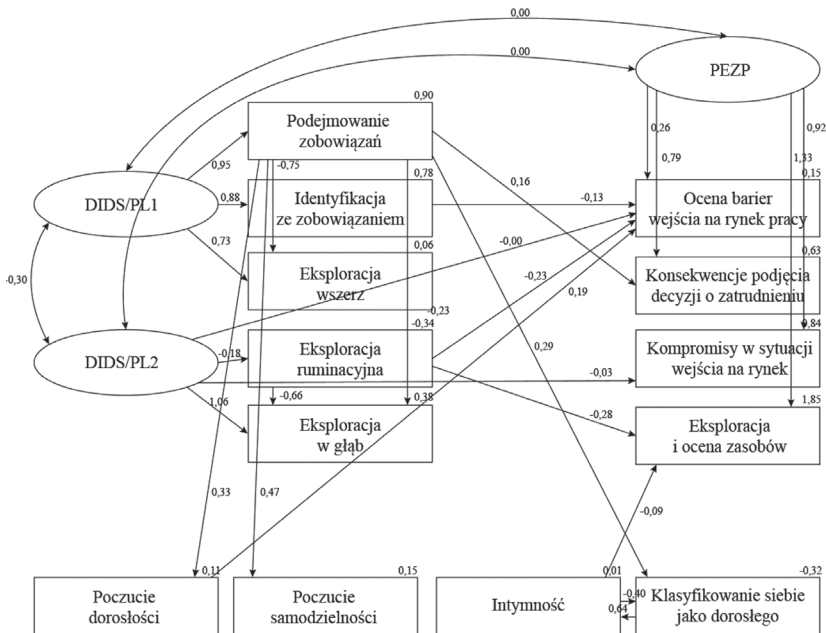 0,00
PEZP
0,00
0,90
Podejmowanie
zobowiązań
0,26
0,92
0,95
-0,75
0,79
1,33
0,78
0,16
0,15
DIDS/PL1
0,88
Identyfikacja
ze zobowiązaniem
-0,13
Ocena barier
wejścia na rynek pracy
0,73
0,06
-0,00
0,63
Eksploracja
wszerz
-0,30
-0,23
0,19
Konsekwencje podjęcia
decyzji o zatrudnieniu
-0,23
-0,34
0,84
DIDS/PL2
-0,18
Eksploracja
ruminacyjna
0,29
Kompromisy w sytuacji
wejścia na rynek
-0,03
-0,66
0,38
1,85
1,06
Eksploracja
w głąb
-0,28
Eksploracja
i ocena zasobów
0,33
0,47
-0,09
0,11
0,15
0,01
-0,32
Poczucie
dorosłości
Poczucie
samodzielności
Intymność
-0,40
0,64
Klasyfikowanie siebie
jako dorosłego